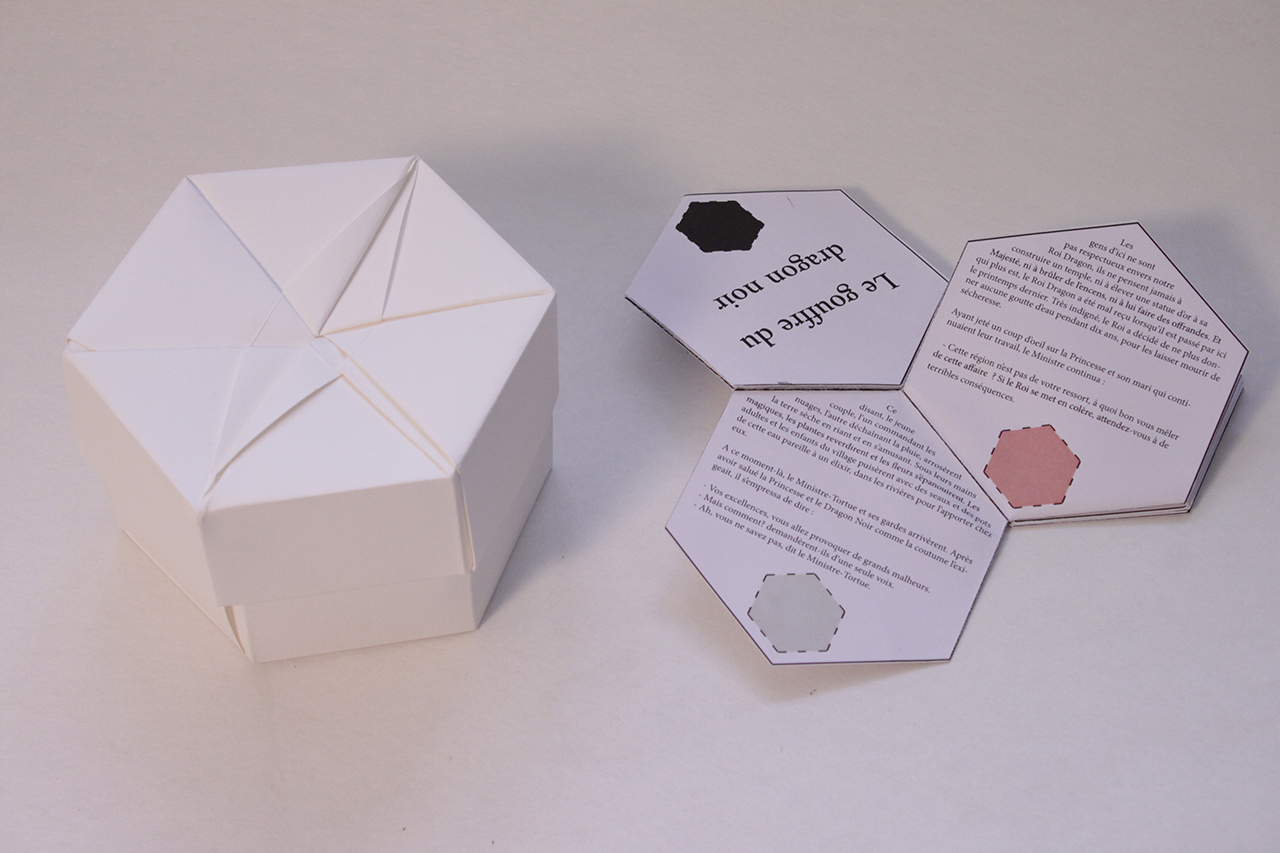 Le gouffre du
dragon noir
Ce
disant, le jeune
couple, l'un commandant les
nuages, l'autre déchaînant la pluie, arrosèrent
la terre sèche en riant et en s'amusant. Sous leurs mains
magiques, les plantes reverdirent et les fleurs s'épanouirent. Les
adultes et les enfants du village puisèrent avec des seaux et des pots
de cette eau pareille à un élixir, dans les rivières pour l'apporter chez
eux.
A ce moment-là, le Ministre-Tortue et ses gardes arrivèrent. Après
avoir salué la Princesse et le Dragon Noir comme la coutume l'exi-
geait, il s'empressa de dire :
- Vos excellences, vous allez provoquer de grands malheurs.
- Mais comment? demandèrent-ils d'une seule voix.
- Ah, vous ne savez pas, dit le Ministre-Tortue.
Les
gens d'ici ne sont
pas respectueux envers notre
Roi Dragon, ils ne pensent jamais à
construire un temple, ni à élever une statue d'or à sa
Majesté, ni à brûler de l'encens, ni à lui faire des offrandes. Et
qui plus est, le Roi Dragon a été mal reçu lorsqu'il est passé par ici
le printemps dernier. Très indigné, le Roi a décidé de ne plus don-
ner aucune goutte d'eau pendant dix ans, pour les laisser mourir de
sécheresse.
Ayant jeté un coup d'oeil sur la Princesse et son mari qui conti-
nuaient leur travail, le Ministre continua :
- Cette région n'est pas de votre ressort, à quoi bon vous mêler
de cette affaire ? Si le Roi se met en colère, attendez-vous à de
terribles conséquences.